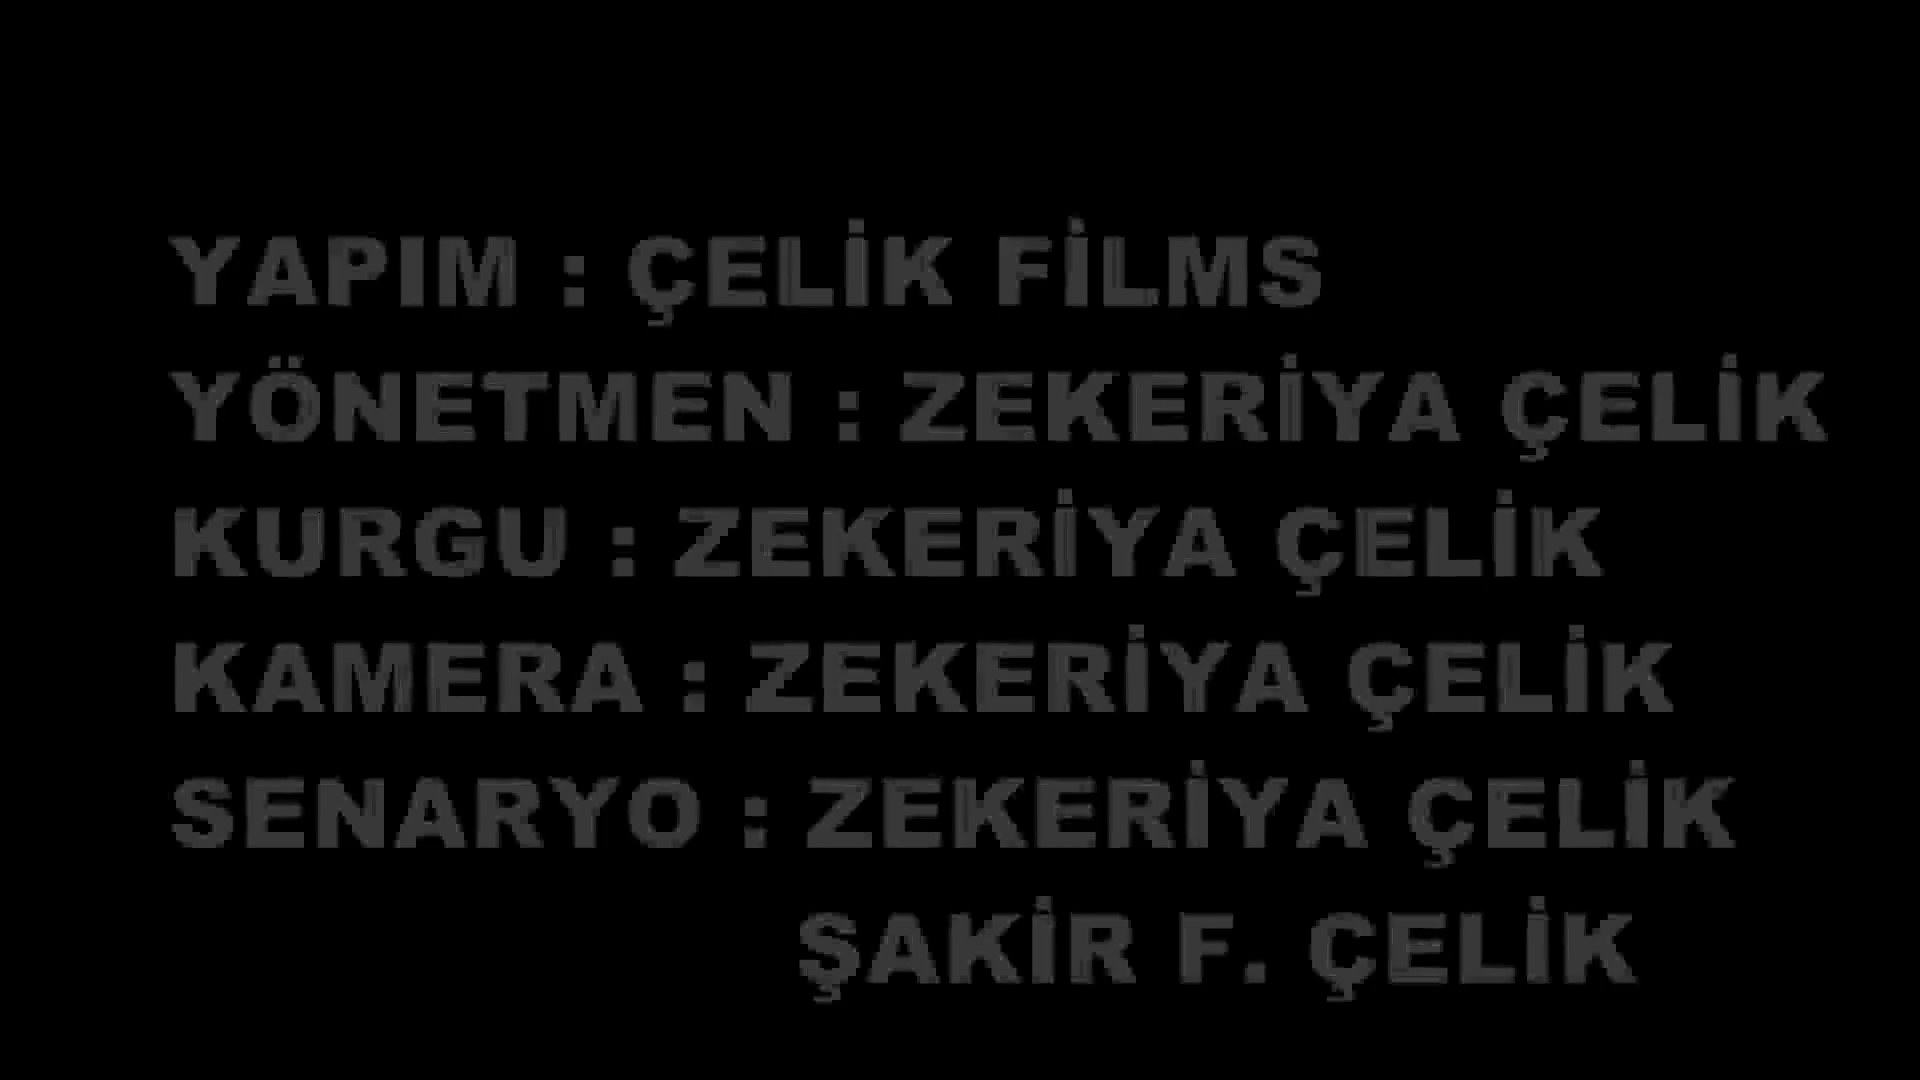 YAPIM : ÇELİK FİLMS
YÖNETMEN : ZEKERİYA ÇELİK
KURGU : ZEKERİYA ÇELİK
KAMERA : ZEKERİYA ÇELİK
SENARYO : ZEKERİYA ÇELİK
ŞAKİR F. ÇELİK